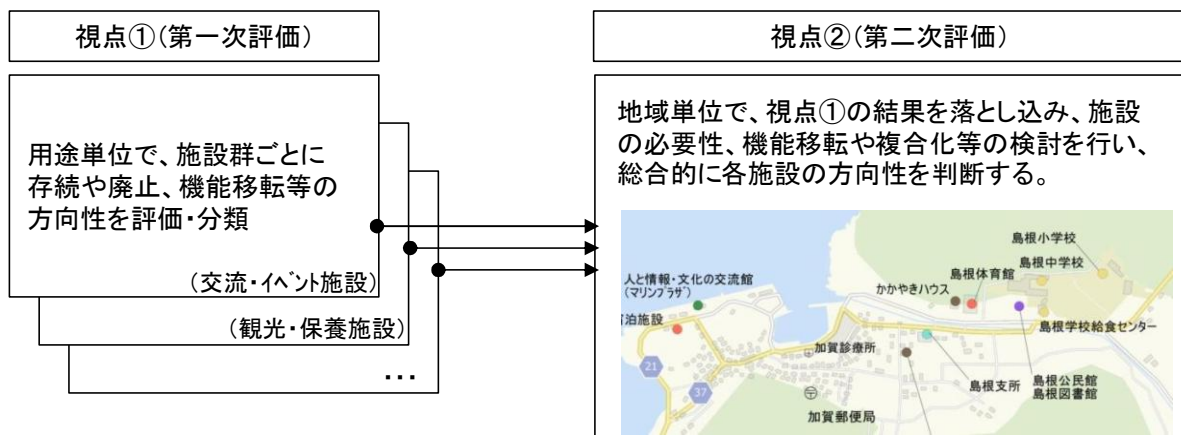 視点①(第一次評価)
用途単位で、施設群ごとに
存続や廃止、機能移転等の
方向性を評価・分類
(交流・イベント施設)
(観光・保養施設)
...
視点②(第二次評価)
地域単位で、視点①の結果を落とし込み、施設
の必要性、機能移転や複合化等の検討を行い、
総合的に各施設の方向性を判断する。
島根小学校
島根中学校
島根体育館
人と情報・文化の交流館
(マリンプラザ)
かかやきハウス
泊施設
島根学校給食センター
加賀診療所
21
37
島根支所
島根公民館
島根図書館
加賀郵便局